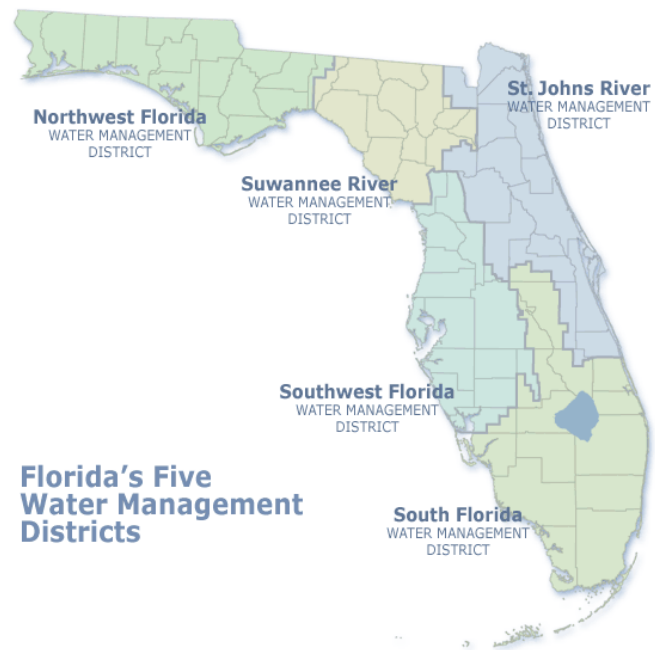 Northwest Florida
WATER MANAGEMENT
DISTRICT
St. Johns River
WATER MANAGEMENT
DISTRICT
Suwannee River
WATER MANAGEMENT
DISTRICT
Southwest Florida
WATER MANAGEMENT
DISTRICT
Florida's Five
Water Management
Districts
South Florida
WATER MANAGEMENT
DISTRICT